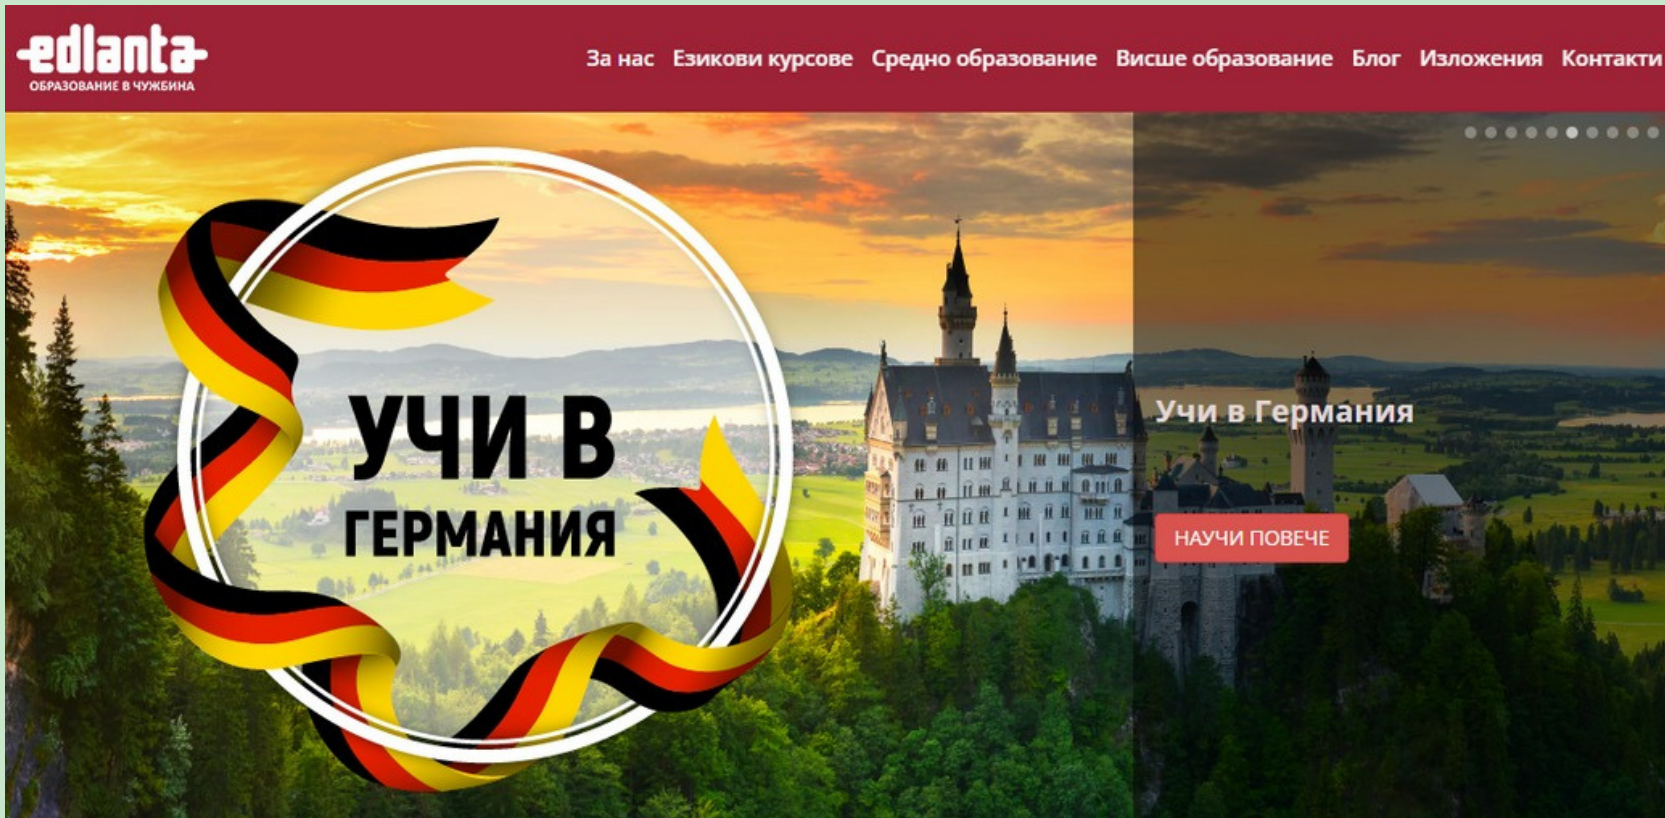 edlanta
ОБРАЗОВАНИЕ В ЧУЖБИНА
За нас Езикови курсове Средно образование Висше образование Блог Изложения Контакти
УЧИ В
ГЕРМАНИЯ
Учи в Германия
НАУЧИ ПОВЕЧЕ